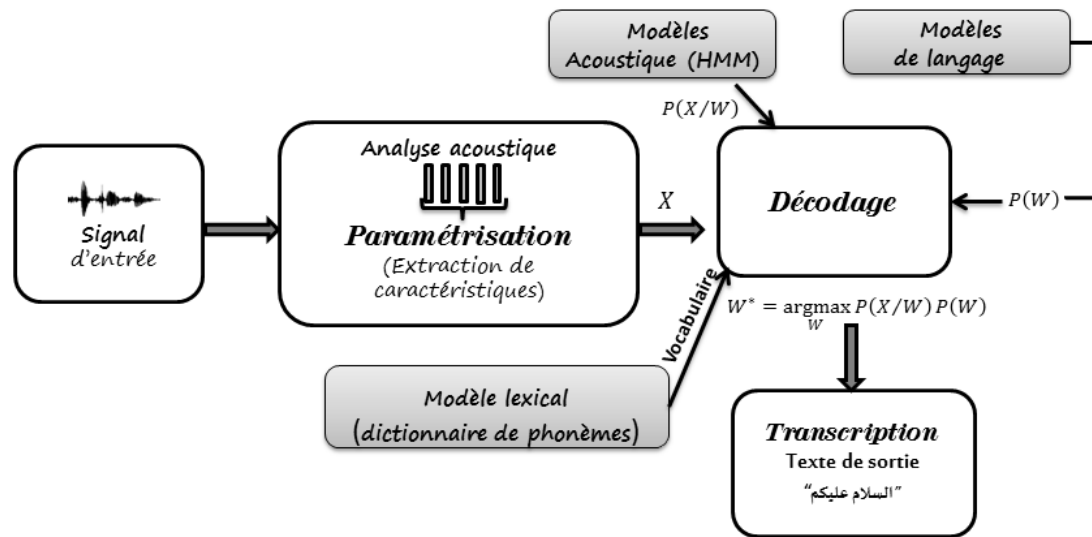 Modèles
Acoustique (HMM)
Modèles
de langage
P(X/W)
Signal
d'entrée
Analyse acoustique
Paramétrisation
(Extraction de
caractéristiques)
X
Décodage
P(W)
Vocabulaire
W* = argmax P(X/W) P(W)
W
Modèle lexical
(dictionnaire de phonèmes)
Transcription
Texte de sortie
"السلام عليكم"